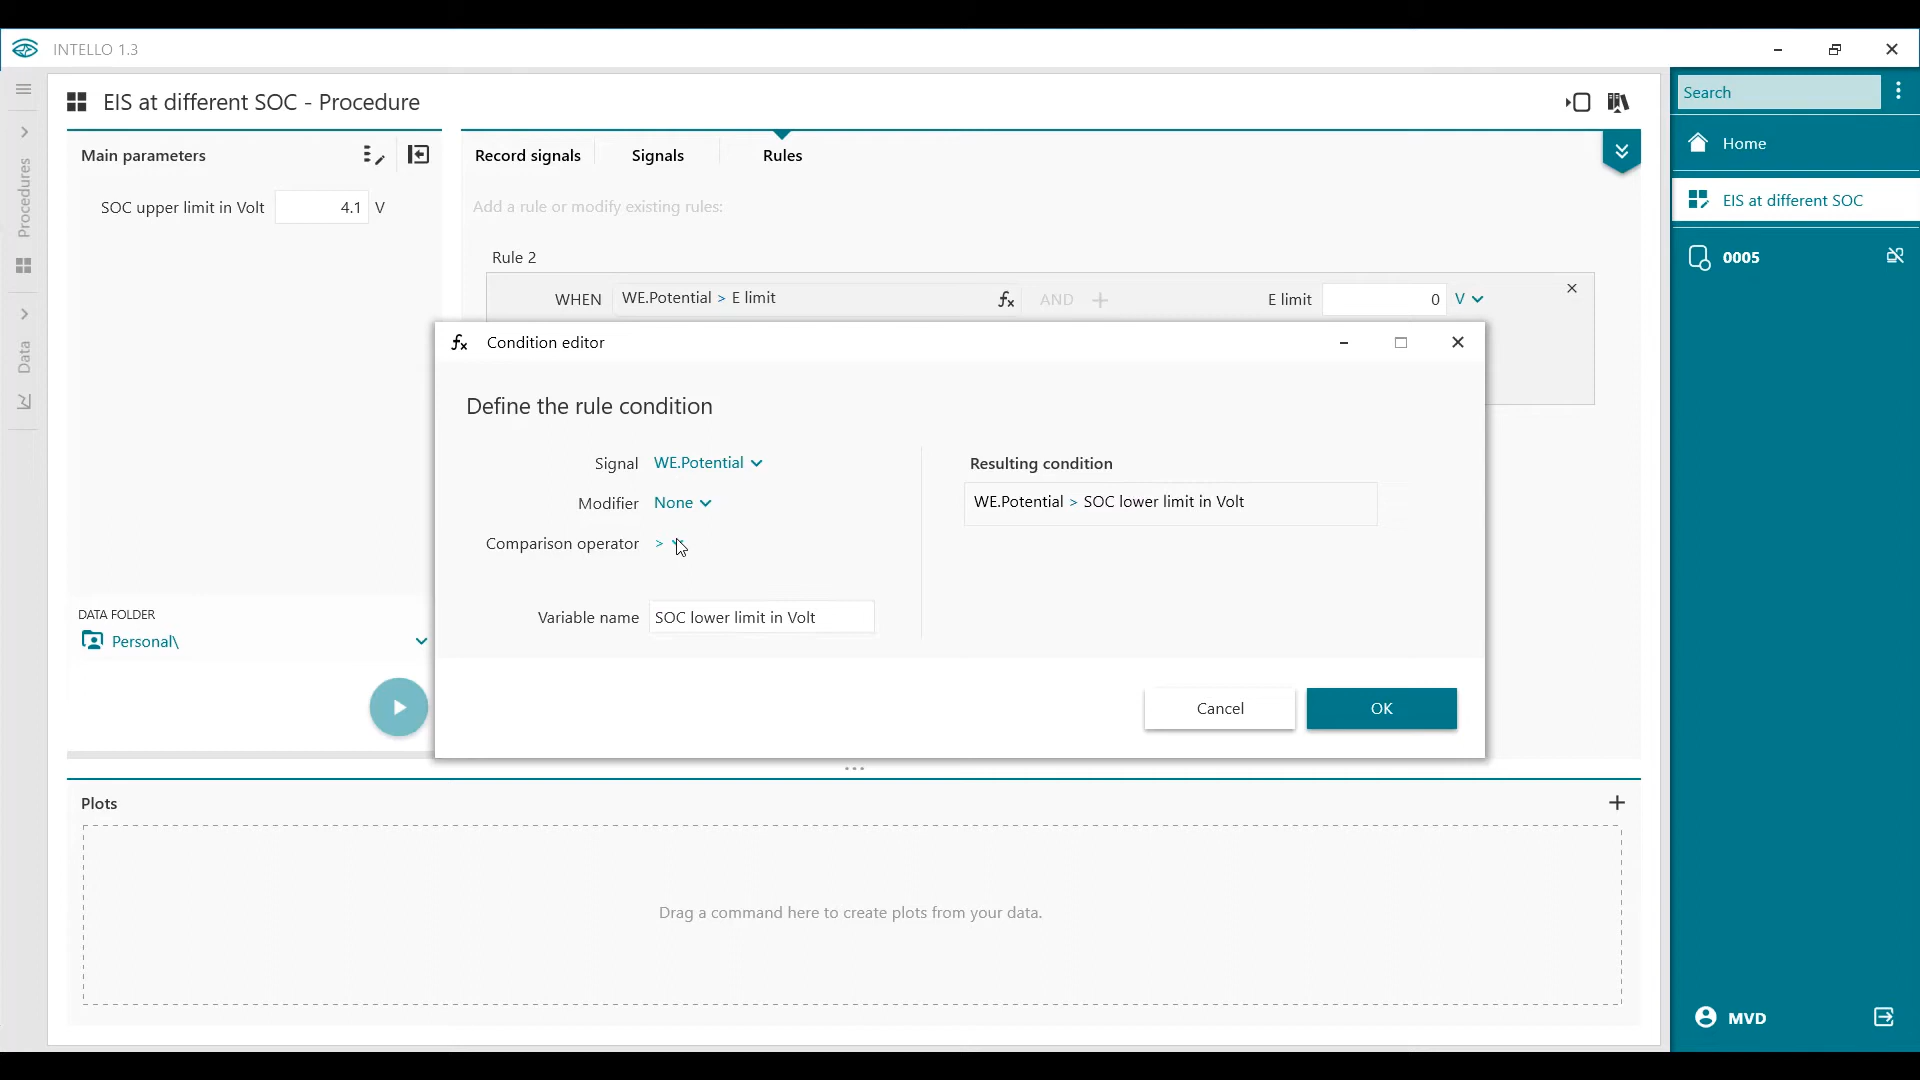 INTELLO 1.3
EIS at different SOC - Procedure
Search
Main parameters
Record signals
Signals
Rules
Home
SOC upper limit in Volt 4.1 V
Add a rule or modify existing rules:
EIS at different SOC
Procedures
Rule 2
0005
WHEN WE.Potential > E limit fx AND + E limit 0 V
Data
fx Condition editor
Define the rule condition
Signal WE.Potential
Modifier None
Comparison operator >
Variable name SOC lower limit in Volt
Resulting condition
WE.Potential > SOC lower limit in Volt
DATA FOLDER
Personal\
Cancel
OK
Plots
Drag a command here to create plots from your data.
MVD